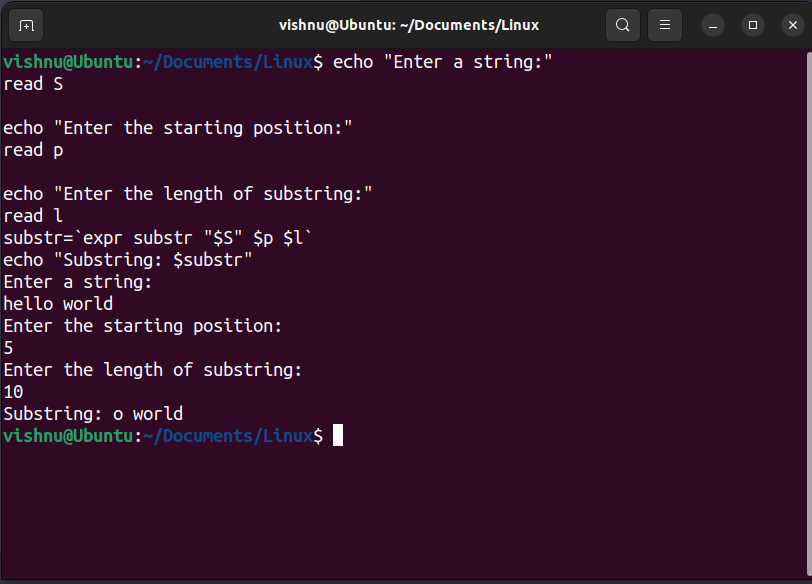 vishnu@Ubuntu: ~/Documents/Linux
vishnu@Ubuntu:~/Documents/Linux$ echo "Enter a string:"
read S
echo "Enter the starting position:"
read p
echo "Enter the length of substring:"
read l
substr=`expr substr "$S" $p $l`
echo "Substring: $substr"
Enter a string:
hello world
Enter the starting position:
5
Enter the length of substring:
10
Substring: o world
vishnu@Ubuntu:~/Documents/Linux$